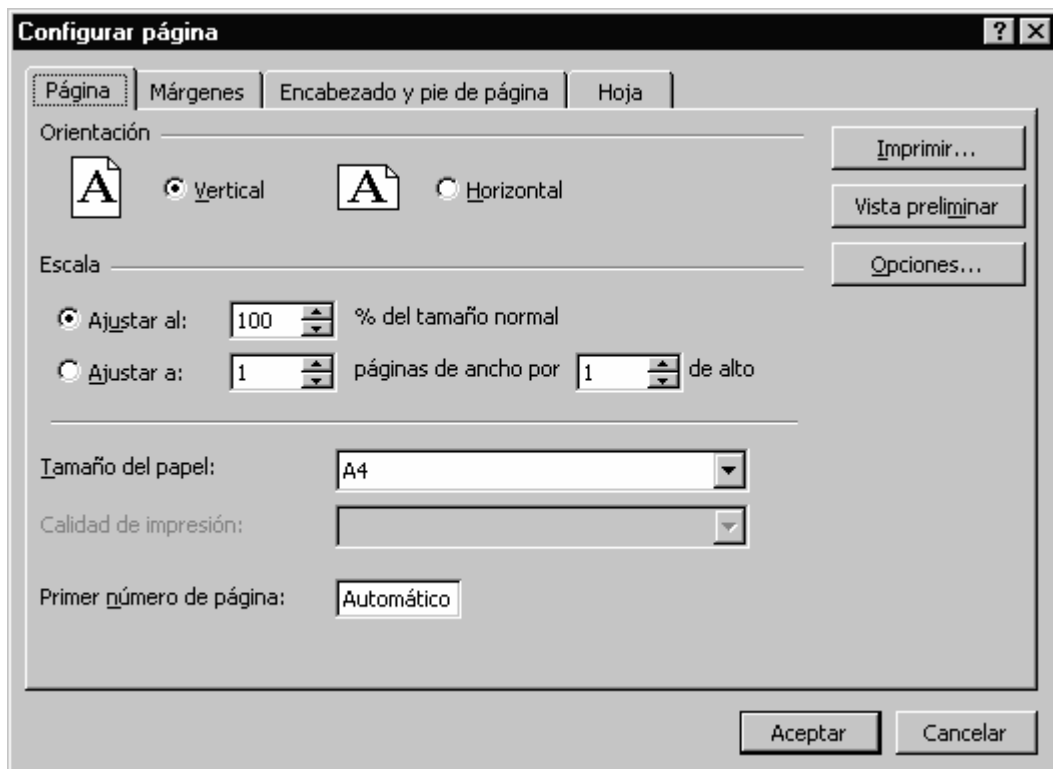 Configurar página
Página Márgenes Encabezado y pie de página Hoja
Orientación
A Vertical A Horizontal
Imprimir...
Vista preliminar
Opciones...
Escala
Ajustar al: 100 % del tamaño normal
Ajustar a: 1 páginas de ancho por 1 de alto
Tamaño del papel: A4
Calidad de impresión:
Primer número de página: Automático
Aceptar Cancelar